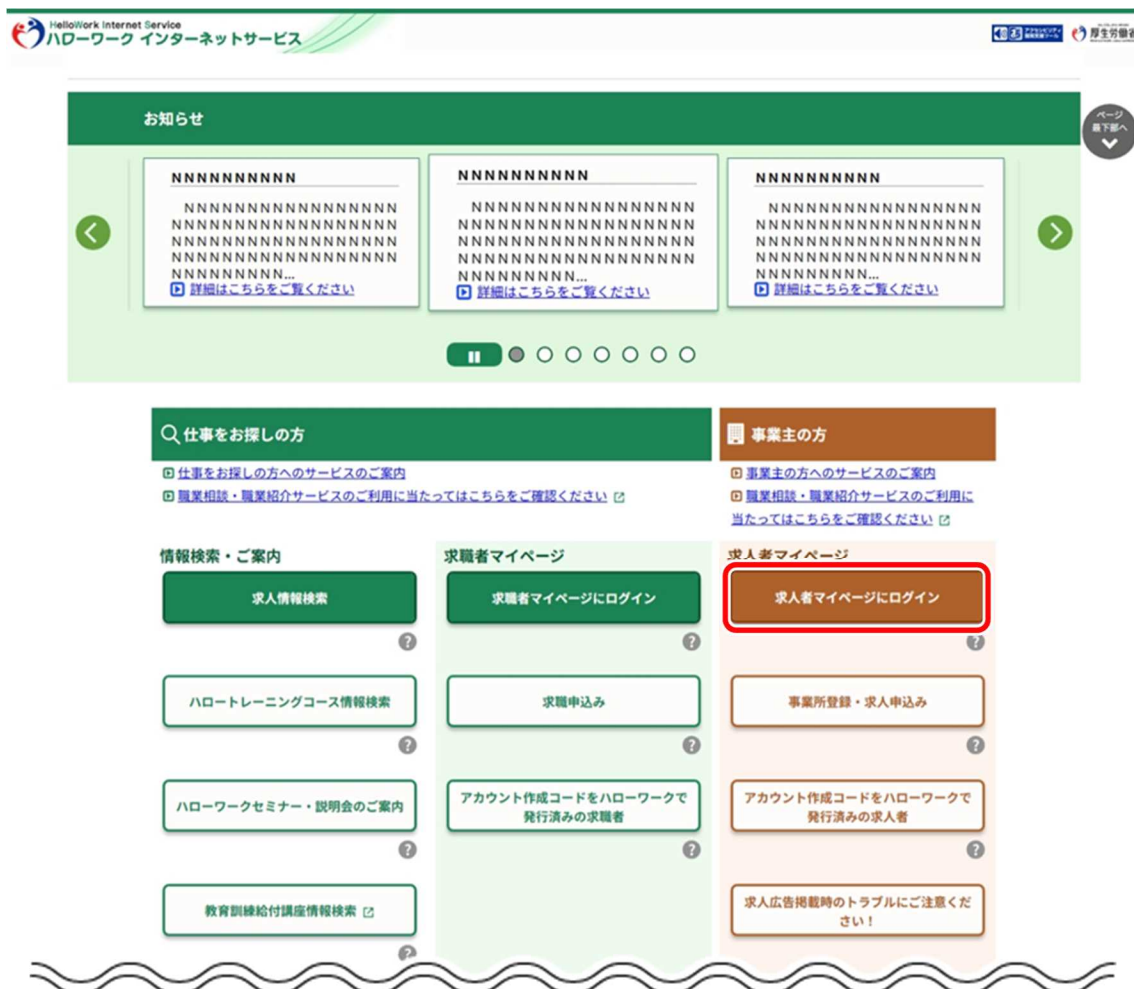 HelloWork Internet Service
ハローワーク インターネットサービス
厚生労働省
お知らせ
ページ
最下部へ
NNNNNNNNNN
NNNNNNNNNNNNNNNNN
NNNNNNNNNNNNNNNNNN
NNNNNNNNNNNNNNNNNN
NNNNNNNNNNNNNNNNNN
NNNNNNNNN...
詳細はこちらをご覧ください
NNNNNNNNNN
NNNNNNNNNNNNNNNNN
NNNNNNNNNNNNNNNNNN
NNNNNNNNNNNNNNNNNN
NNNNNNNNNNNNNNNNNN
NNNNNNNNN...
詳細はこちらをご覧ください
NNNNNNNNNN
NNNNNNNNNNNNNNNNN
NNNNNNNNNNNNNNNNNN
NNNNNNNNNNNNNNNNNN
NNNNNNNNNNNNNNNNNN
NNNNNNNNN...
詳細はこちらをご覧ください
仕事をお探しの方
仕事をお探しの方へのサービスのご案内
職業相談・職業紹介サービスのご利用に当たってはこちらをご確認ください
事業主の方
事業主の方へのサービスのご案内
職業相談・職業紹介サービスのご利用に
当たってはこちらをご確認ください
情報検索・ご案内
求人情報検索
?
ハロートレーニングコース情報検索
?
ハローワークセミナー・説明会のご案内
?
教育訓練給付講座情報検索
?
求職者マイページ
求職者マイページにログイン
?
求職申込み
?
アカウント作成コードをハローワークで
発行済みの求職者
?
求人者マイページ
求人者マイページにログイン
?
事業所登録・求人申込み
?
アカウント作成コードをハローワークで
発行済みの求人者
?
求人広告掲載時のトラブルにご注意くだ
さい！